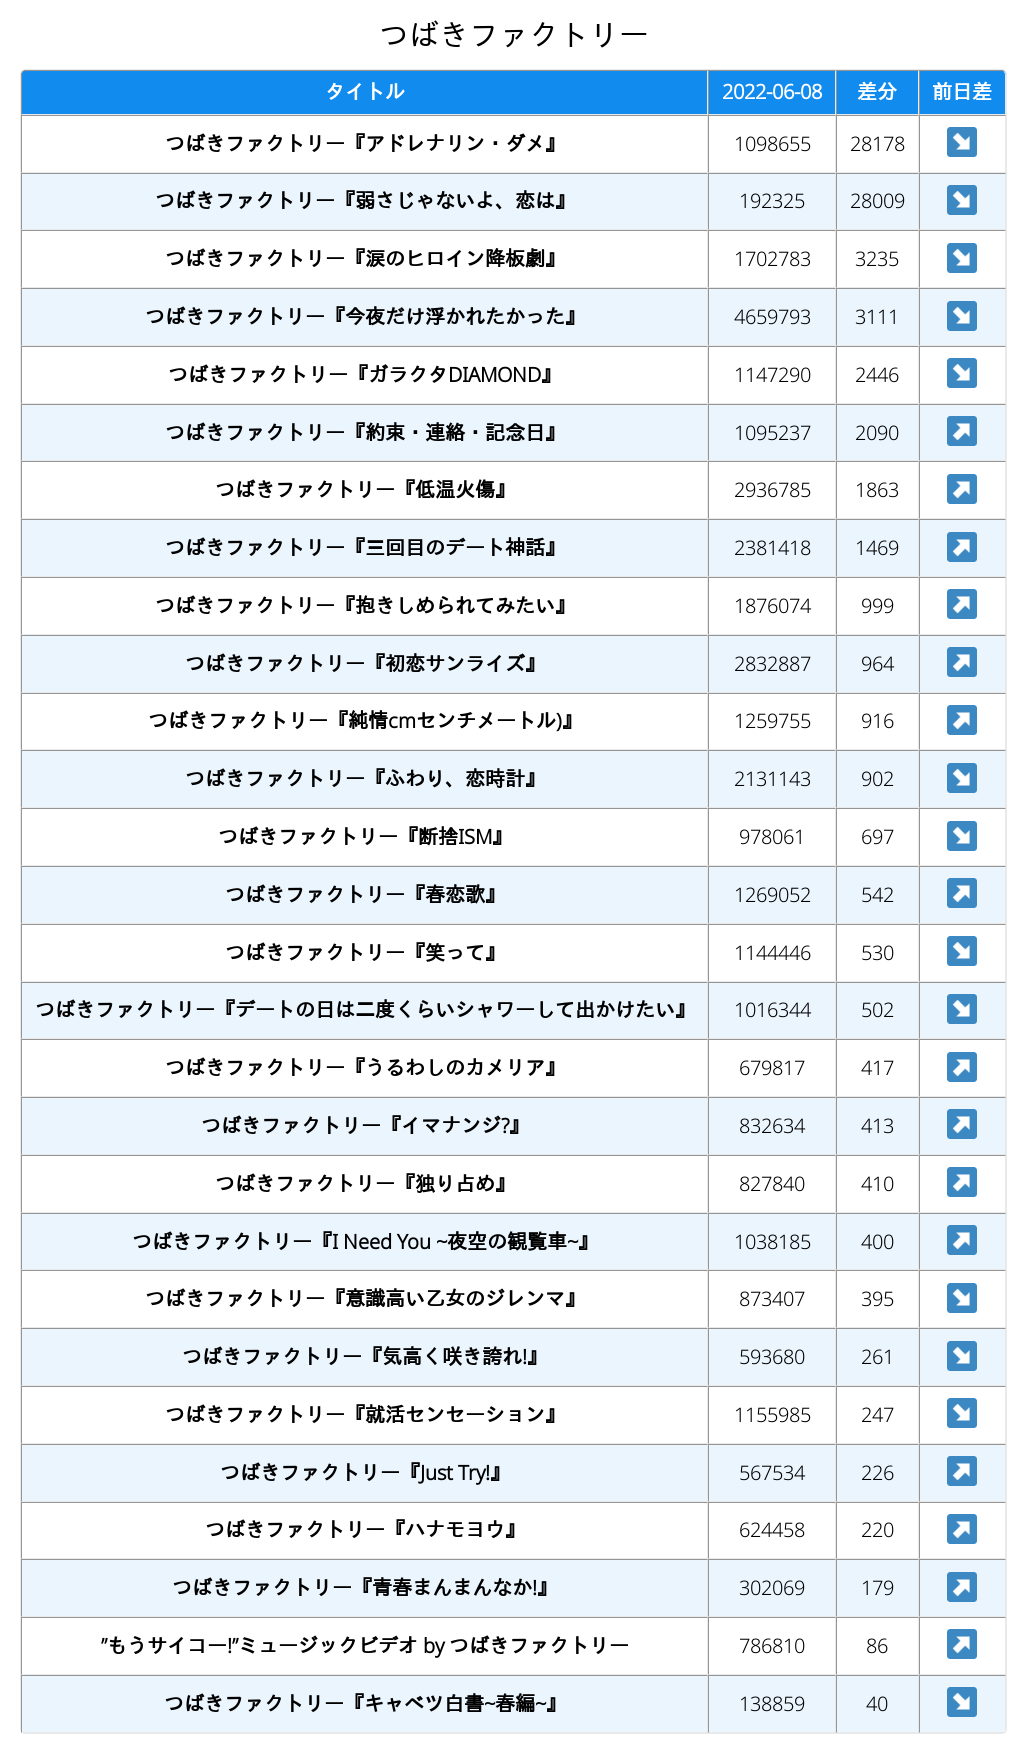 つばきファクトリー
タイトル 2022-06-08 差分 前日差
つばきファクトリー『アドレナリン・ダメ』 1098655 28178 ↘
つばきファクトリー『弱さじゃないよ、恋は』 192325 28009 ↘
つばきファクトリー『涙のヒロイン降板劇』 1702783 3235 ↘
つばきファクトリー『今夜だけ浮かれたかった』 4659793 3111 ↘
つばきファクトリー『ガラクタDIAMOND』 1147290 2446 ↘
つばきファクトリー『約束・連絡・記念日』 1095237 2090 ↗
つばきファクトリー『低温火傷』 2936785 1863 ↗
つばきファクトリー『三回目のデート神話』 2381418 1469 ↗
つばきファクトリー『抱きしめられてみたい』 1876074 999 ↗
つばきファクトリー『初恋サンライズ』 2832887 964 ↗
つばきファクトリー『純情cmセンチメートル)』 1259755 916 ↗
つばきファクトリー『ふわり、恋時計』 2131143 902 ↘
つばきファクトリー『断捨ISM』 978061 697 ↘
つばきファクトリー『春恋歌』 1269052 542 ↗
つばきファクトリー『笑って』 1144446 530 ↘
つばきファクトリー『デートの日は二度くらいシャワーして出かけたい』 1016344 502 ↘
つばきファクトリー『うるわしのカメリア』 679817 417 ↗
つばきファクトリー『イマナンジ?』 832634 413 ↗
つばきファクトリー『独り占め』 827840 410 ↗
つばきファクトリー『I Need You ~夜空の観覧車~』 1038185 400 ↗
つばきファクトリー『意識高い乙女のジレンマ』 873407 395 ↘
つばきファクトリー『気高く咲き誇れ!』 593680 261 ↘
つばきファクトリー『就活センセーション』 1155985 247 ↘
つばきファクトリー『Just Try!』 567534 226 ↗
つばきファクトリー『ハナモヨウ』 624458 220 ↗
つばきファクトリー『青春まんまんなか!』 302069 179 ↗
”もうサイコー!”ミュージックビデオ by つばきファクトリー 786810 86 ↗
つばきファクトリー『キャベツ白書~春編~』 138859 40 ↘